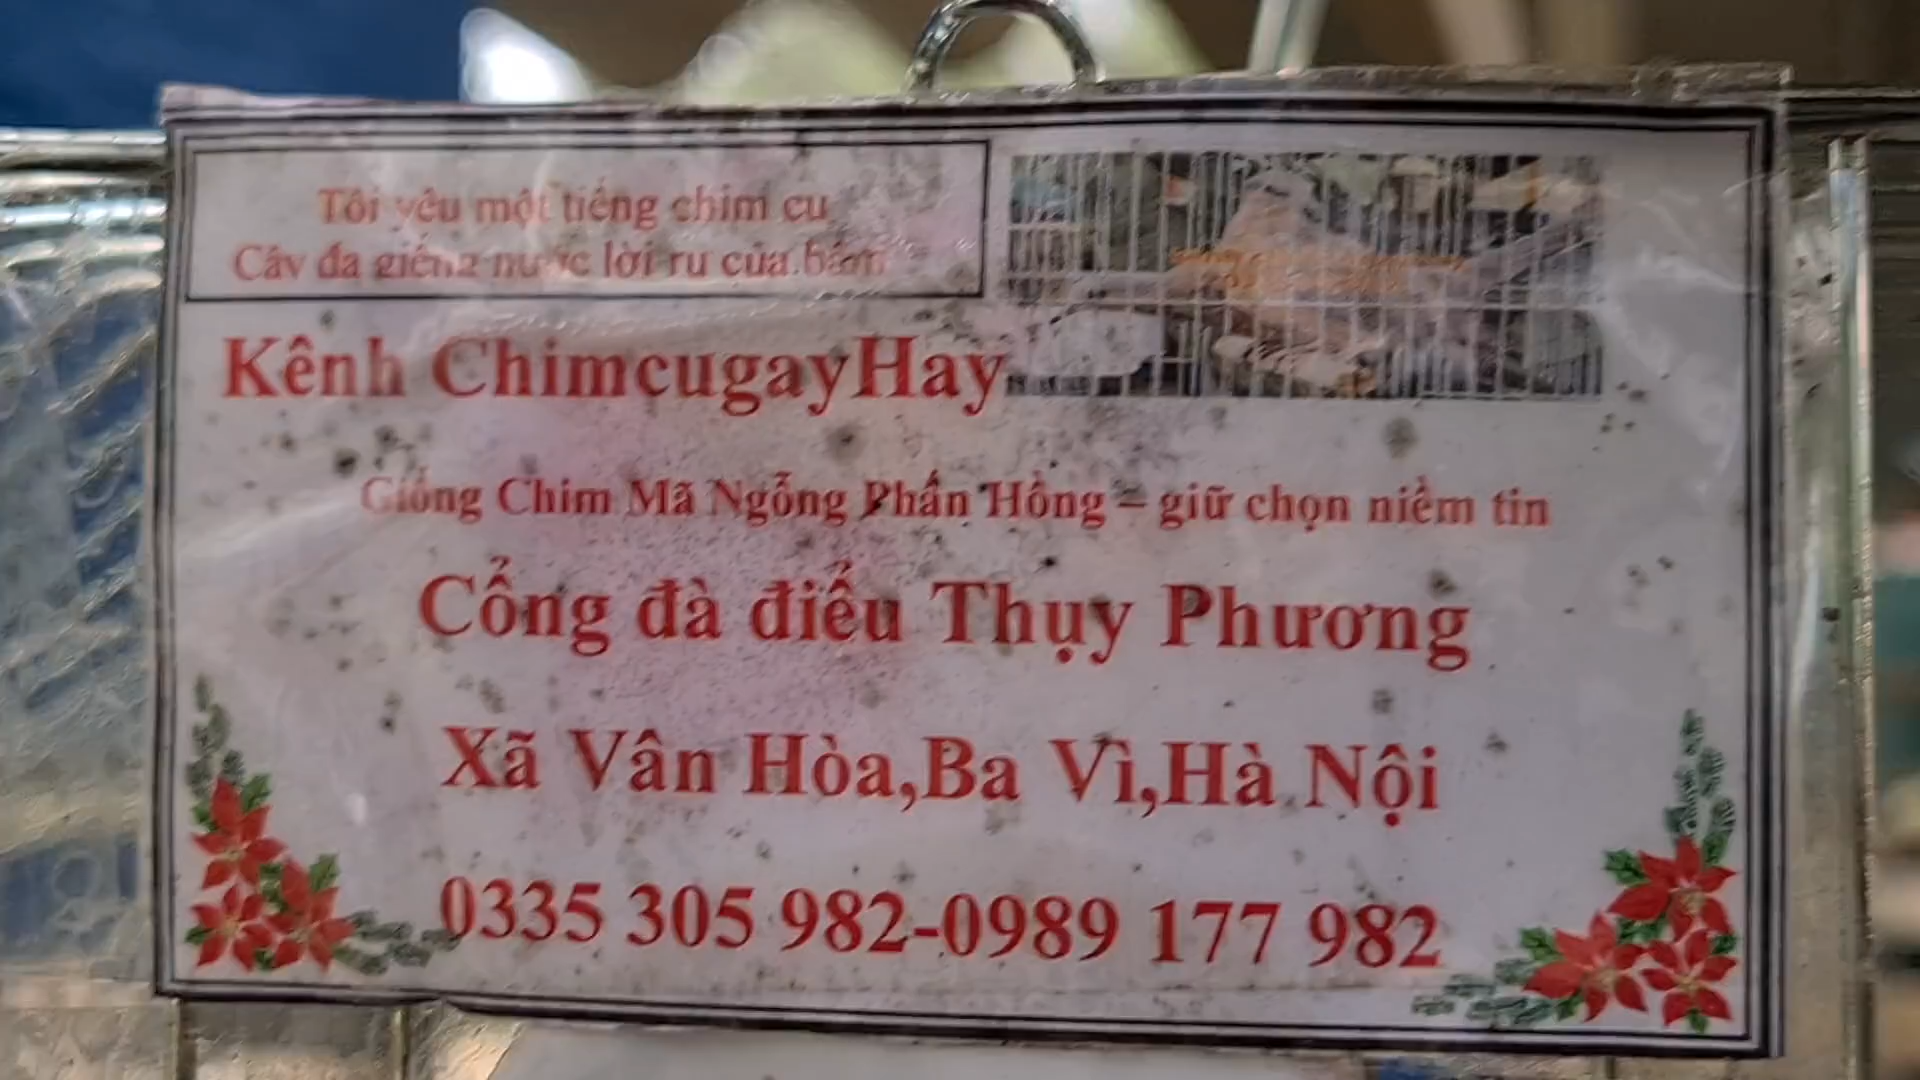 Tôi yêu một tiếng chim cu
Cây đa giếng nước lời ru của bầm
Kênh ChimcugayHay
Giống Chim Mã Ngỗng Phấn Hồng – giữ chọn niềm tin
Cổng đà điểu Thụy Phương
Xã Vân Hòa,Ba Vì,Hà Nội
0335 305 982-0989 177 982